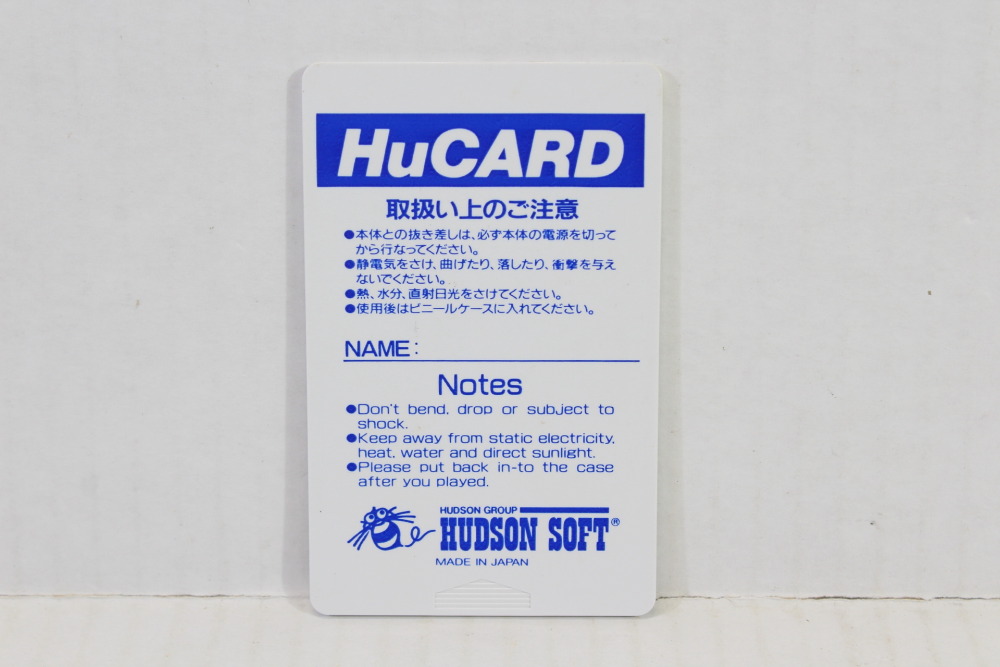 HuCARD
取扱い上のご注意
●本体との抜き差しは、必ず本体の電源を切って
から行なってください。
●静電気をさけ、曲げたり、落したり、衝撃を与え
ないでください。
●熱、水分、直射日光をさけてください。
●使用後はビニールケースに入れてください。
NAME:
Notes
●Don't bend, drop or subject to
shock.
●Keep away from static electricity,
heat, water and direct sunlight.
●Please put back in-to the case
after you played.
HUDSON GROUP
HUDSON SOFT®
MADE IN JAPAN